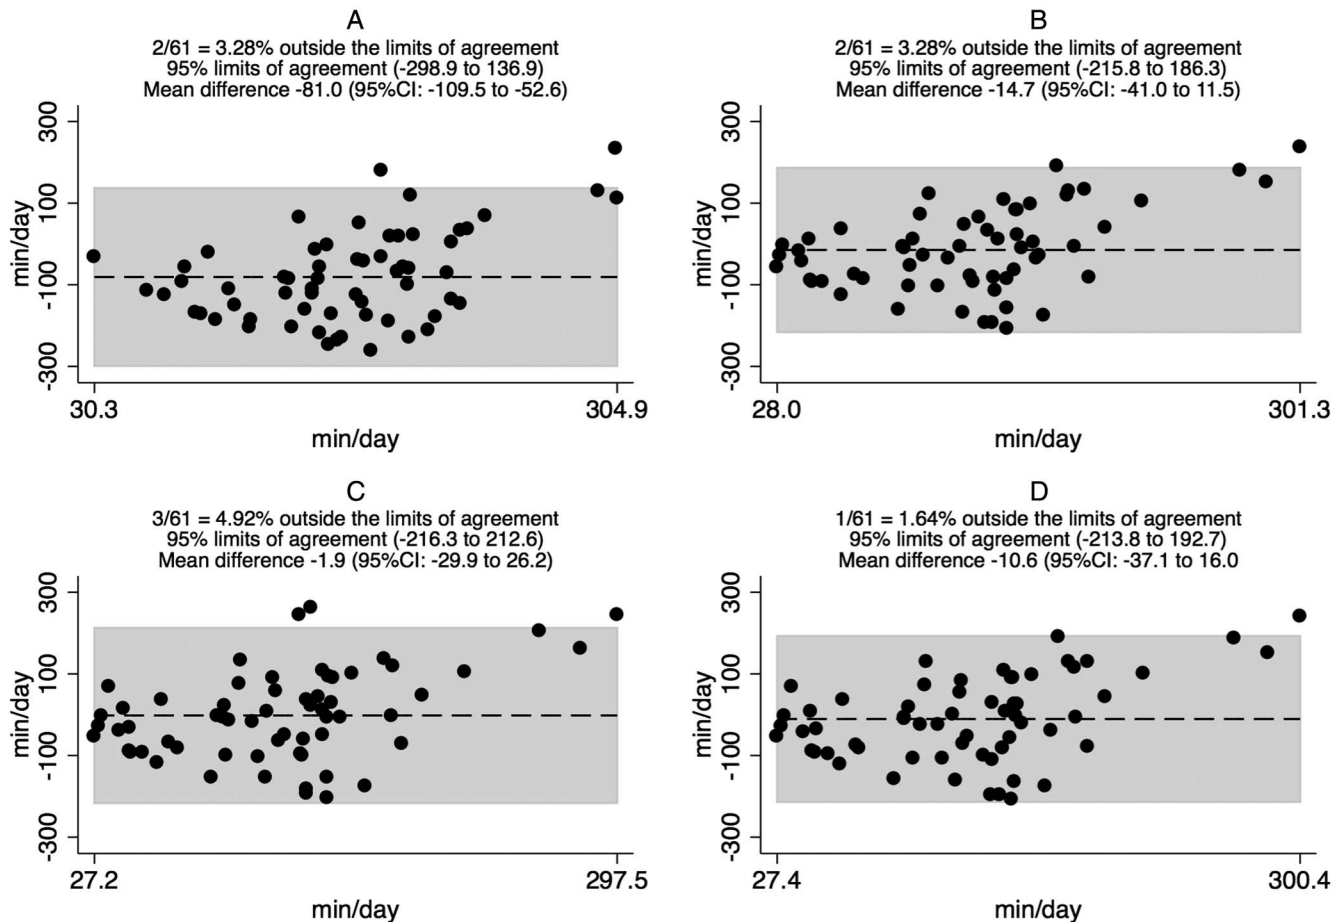 A
2/61 = 3.28% outside the limits of agreement
95% limits of agreement (-298.9 to 136.9)
Mean difference -81.0 (95%CI: -109.5 to -52.6)
300
100
-100
-300
min/day
30.3
304.9
min/day
B
2/61 = 3.28% outside the limits of agreement
95% limits of agreement (-215.8 to 186.3)
Mean difference -14.7 (95%CI: -41.0 to 11.5)
300
100
-100
-300
min/day
28.0
301.3
min/day
C
3/61 = 4.92% outside the limits of agreement
95% limits of agreement (-216.3 to 212.6)
Mean difference -1.9 (95%CI: -29.9 to 26.2)
300
100
-100
-300
min/day
27.2
297.5
min/day
D
1/61 = 1.64% outside the limits of agreement
95% limits of agreement (-213.8 to 192.7)
Mean difference -10.6 (95%CI: -37.1 to 16.0
300
100
-100
-300
min/day
27.4
300.4
min/day